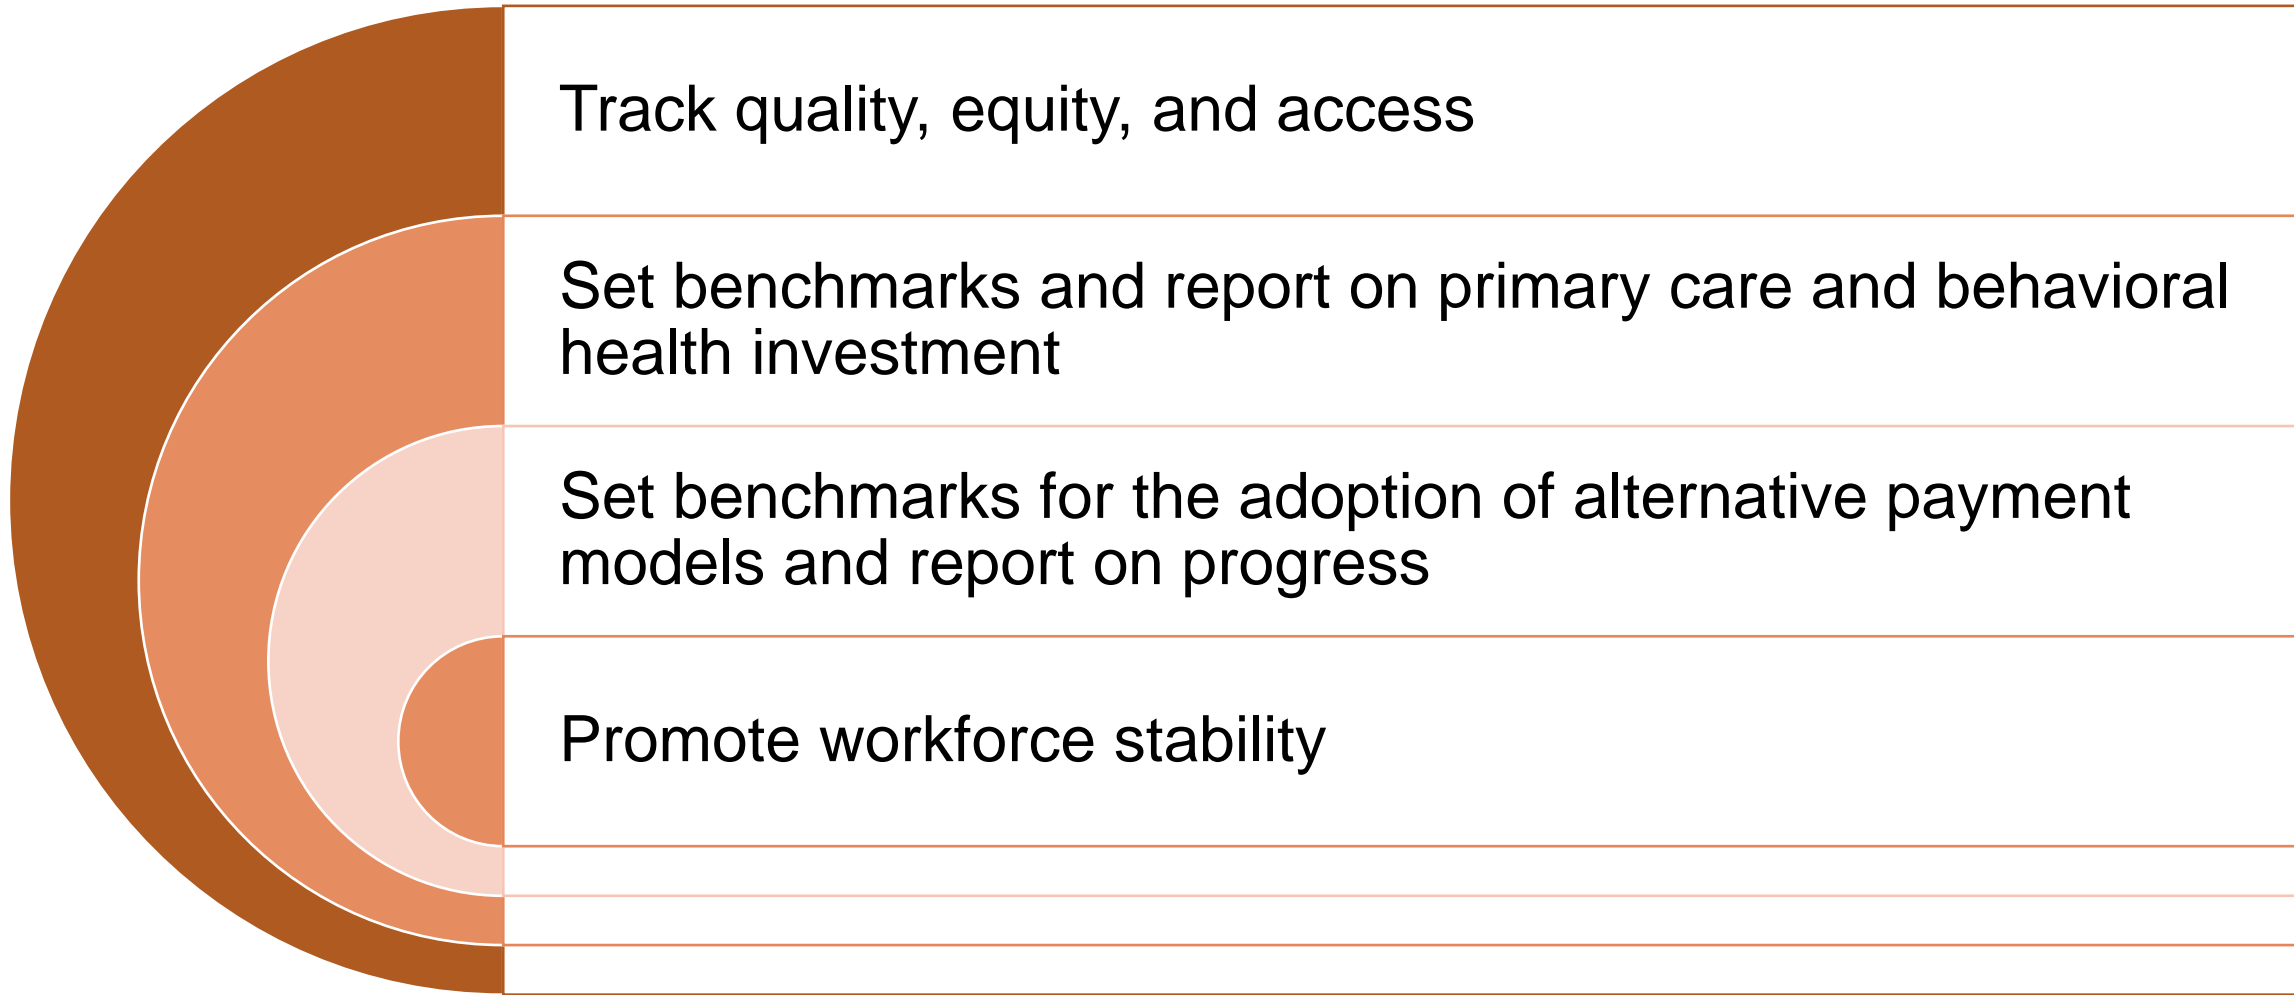 Track quality, equity, and access
Set benchmarks and report on primary care and behavioral
health investment
Set benchmarks for the adoption of alternative payment
models and report on progress
Promote workforce stability